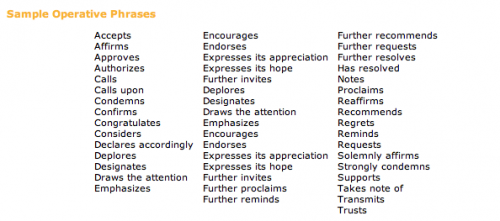 Sample Operative Phrases
Accepts
Affirms
Approves
Authorizes
Calls
Calls upon
Condemns
Confirms
Congratulates
Considers
Declares accordingly
Deplores
Designates
Draws the attention
Emphasizes
Encourages
Endorses
Expresses its appreciation
Expresses its hope
Further invites
Deplores
Designates
Draws the attention
Emphasizes
Encourages
Endorses
Expresses its appreciation
Expresses its hope
Further invites
Further proclaims
Further reminds
Further recommends
Further requests
Further resolves
Has resolved
Notes
Proclaims
Reaffirms
Recommends
Regrets
Reminds
Requests
Solemnly affirms
Strongly condemns
Supports
Takes note of
Transmits
Trusts